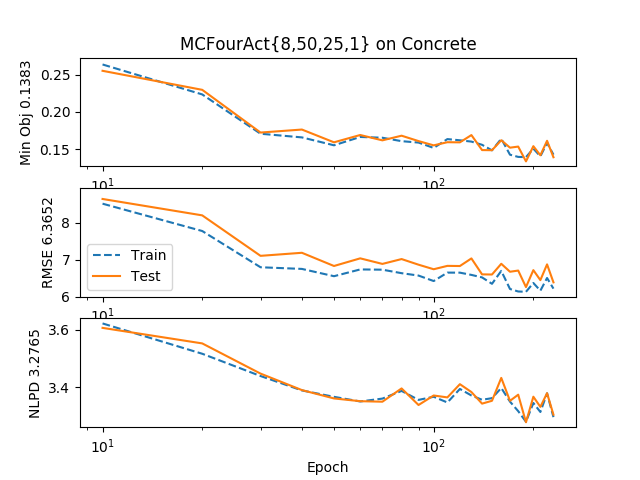 MCFourAct{8,50,25,1} on Concrete
Min Obj 0.1383
0.25
0.20
0.15
10¹
10²
RMSE 6.3652
8
7
6
Train
Test
10¹
10²
NLPD 3.2765
3.6
3.4
10¹
10²
Epoch